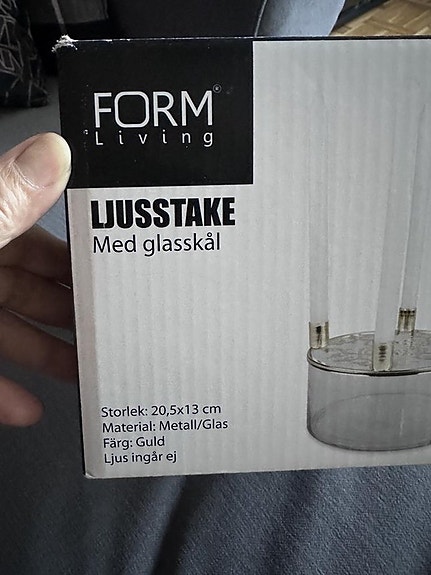 FORM®
Living
LJUSSTAKE
Med glasskål
Storlek: 20,5x13 cm
Material: Metall/Glas
Färg: Guld
Ljus ingår ej